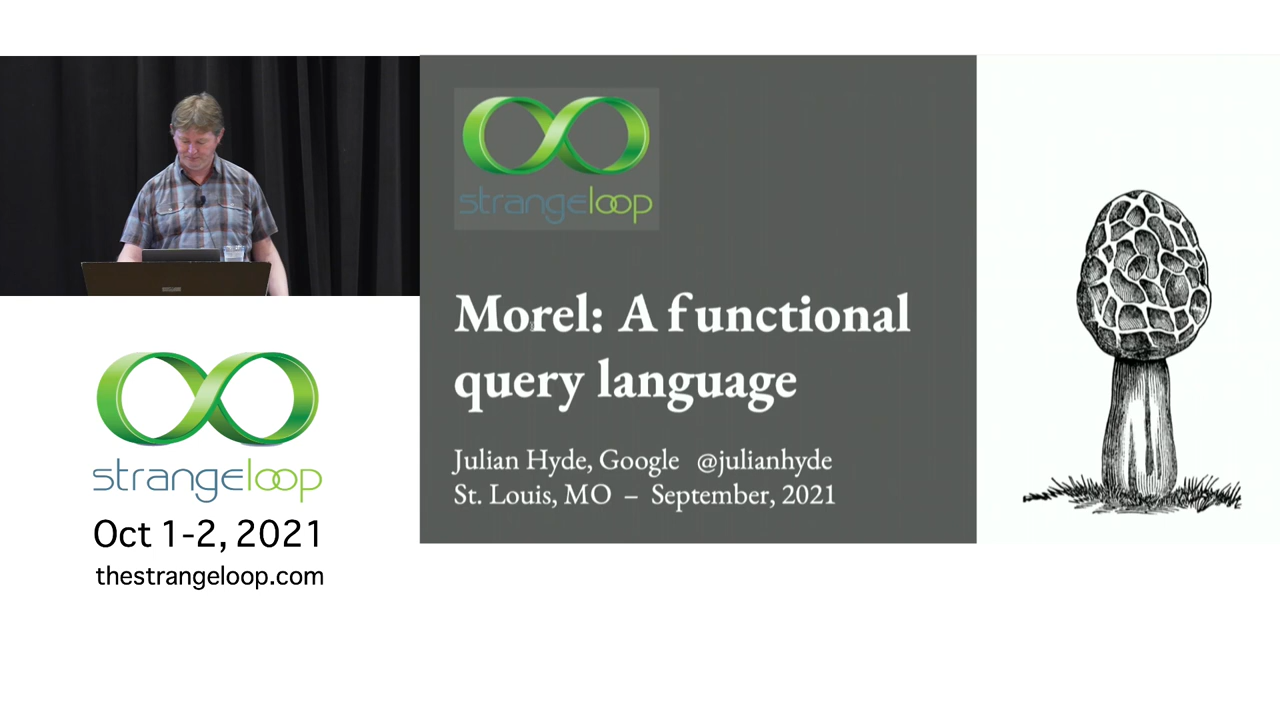 strangeloop
Oct 1-2, 2021
thestrangeloop.com
strangeloop
Morel: A functional
query language
Julian Hyde, Google @julianhyde
St. Louis, MO – September, 2021